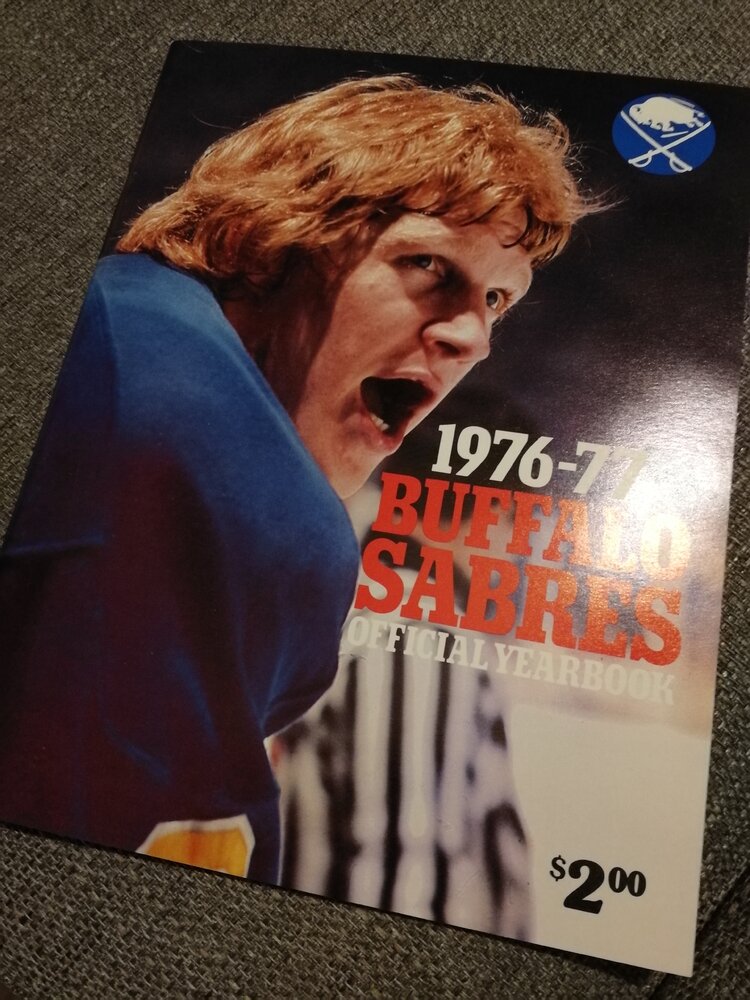 1976-77
BUFFALO
SABRES
OFFICIAL YEARBOOK
$2.00